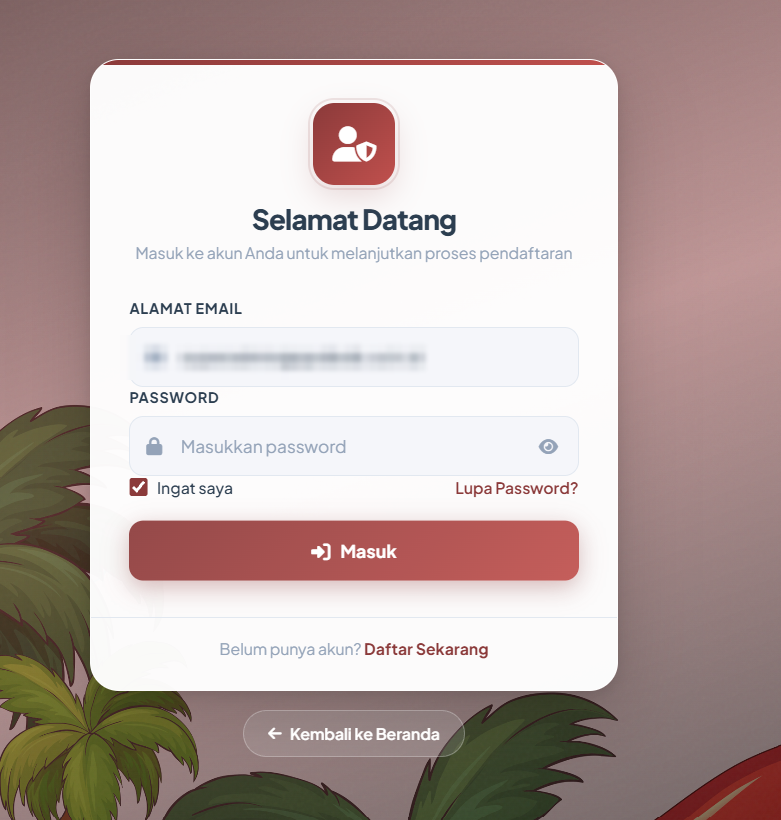 Selamat Datang
Masuk ke akun Anda untuk melanjutkan proses pendaftaran
ALAMAT EMAIL
PASSWORD
Masukkan password
Ingat saya
Lupa Password?
Masuk
Belum punya akun? Daftar Sekarang
Kembali ke Beranda